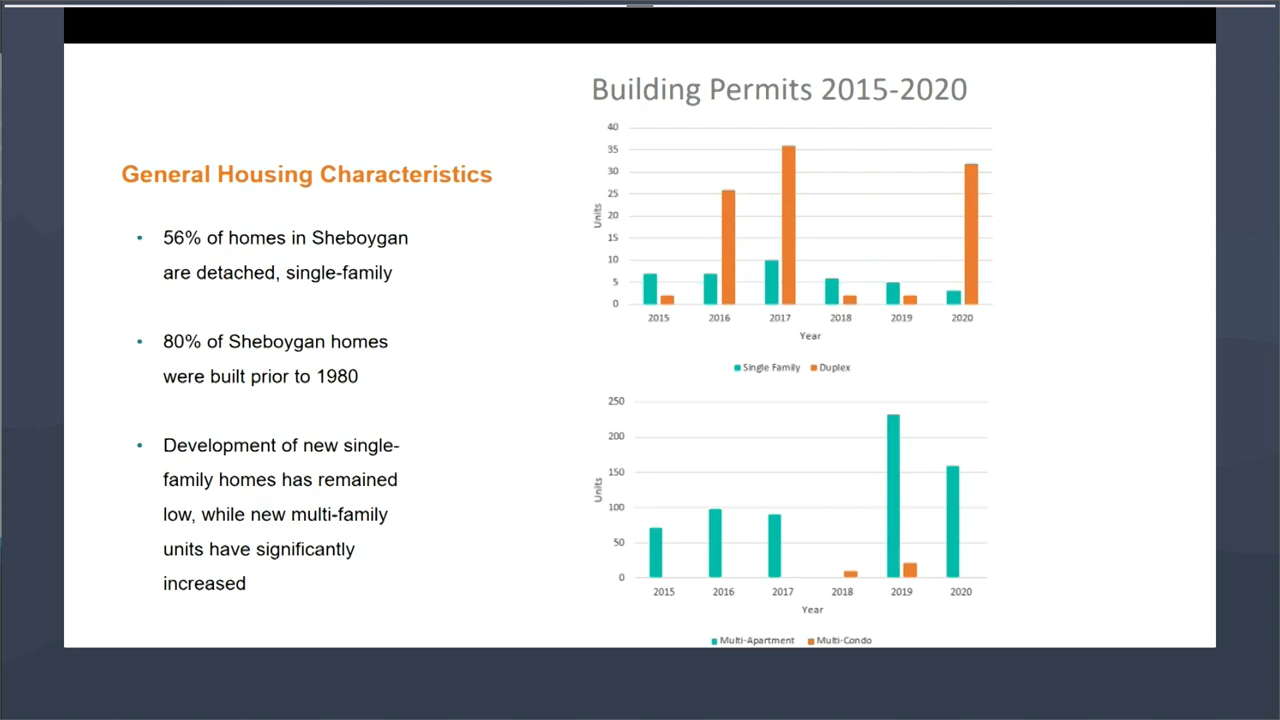 Building Permits 2015-2020
General Housing Characteristics
• 56% of homes in Sheboygan
are detached, single-family
• 80% of Sheboygan homes
were built prior to 1980
• Development of new single-
family homes has remained
low, while new multi-family
units have significantly
increased
40
35
30
25
20
15
10
5
0
Units
2015 2016 2017 2018 2019 2020
Year
Single Family Duplex
250
200
150
100
50
0
Units
2015 2016 2017 2018 2019 2020
Year
Multi-Apartment Multi-Condo